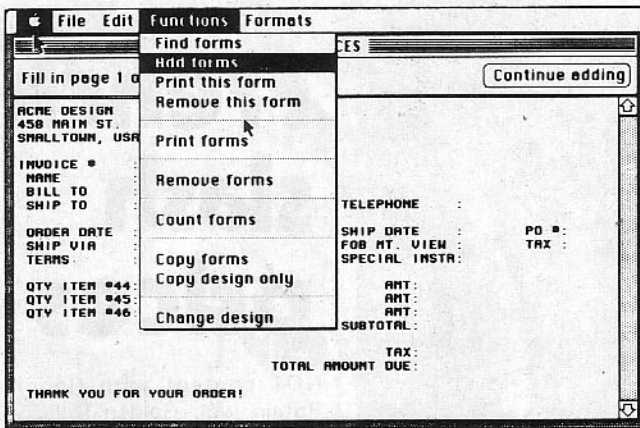 File Edit Functions Formats
CES
Fill in page 1 o
Continue adding
Find forms
Add forms
Print this form
Remove this form
Print forms
Remove forms
Count forms
Copy forms
Copy design only
Change design
ACME DESIGN
458 MAIN ST.
SMALLTOWN, USA
INVOICE # :
NAME :
BILL TO :
SHIP TO : TELEPHONE :
ORDER DATE : SHIP DATE : PO #:
SHIP VIA : FOB MT. VIEW : TAX :
TERMS : SPECIAL INSTR:
QTY ITEM #44: AMT:
QTY ITEM #45: AMT:
QTY ITEM #46: AMT:
SUBTOTAL:
TAX:
TOTAL AMOUNT DUE:
THANK YOU FOR YOUR ORDER!